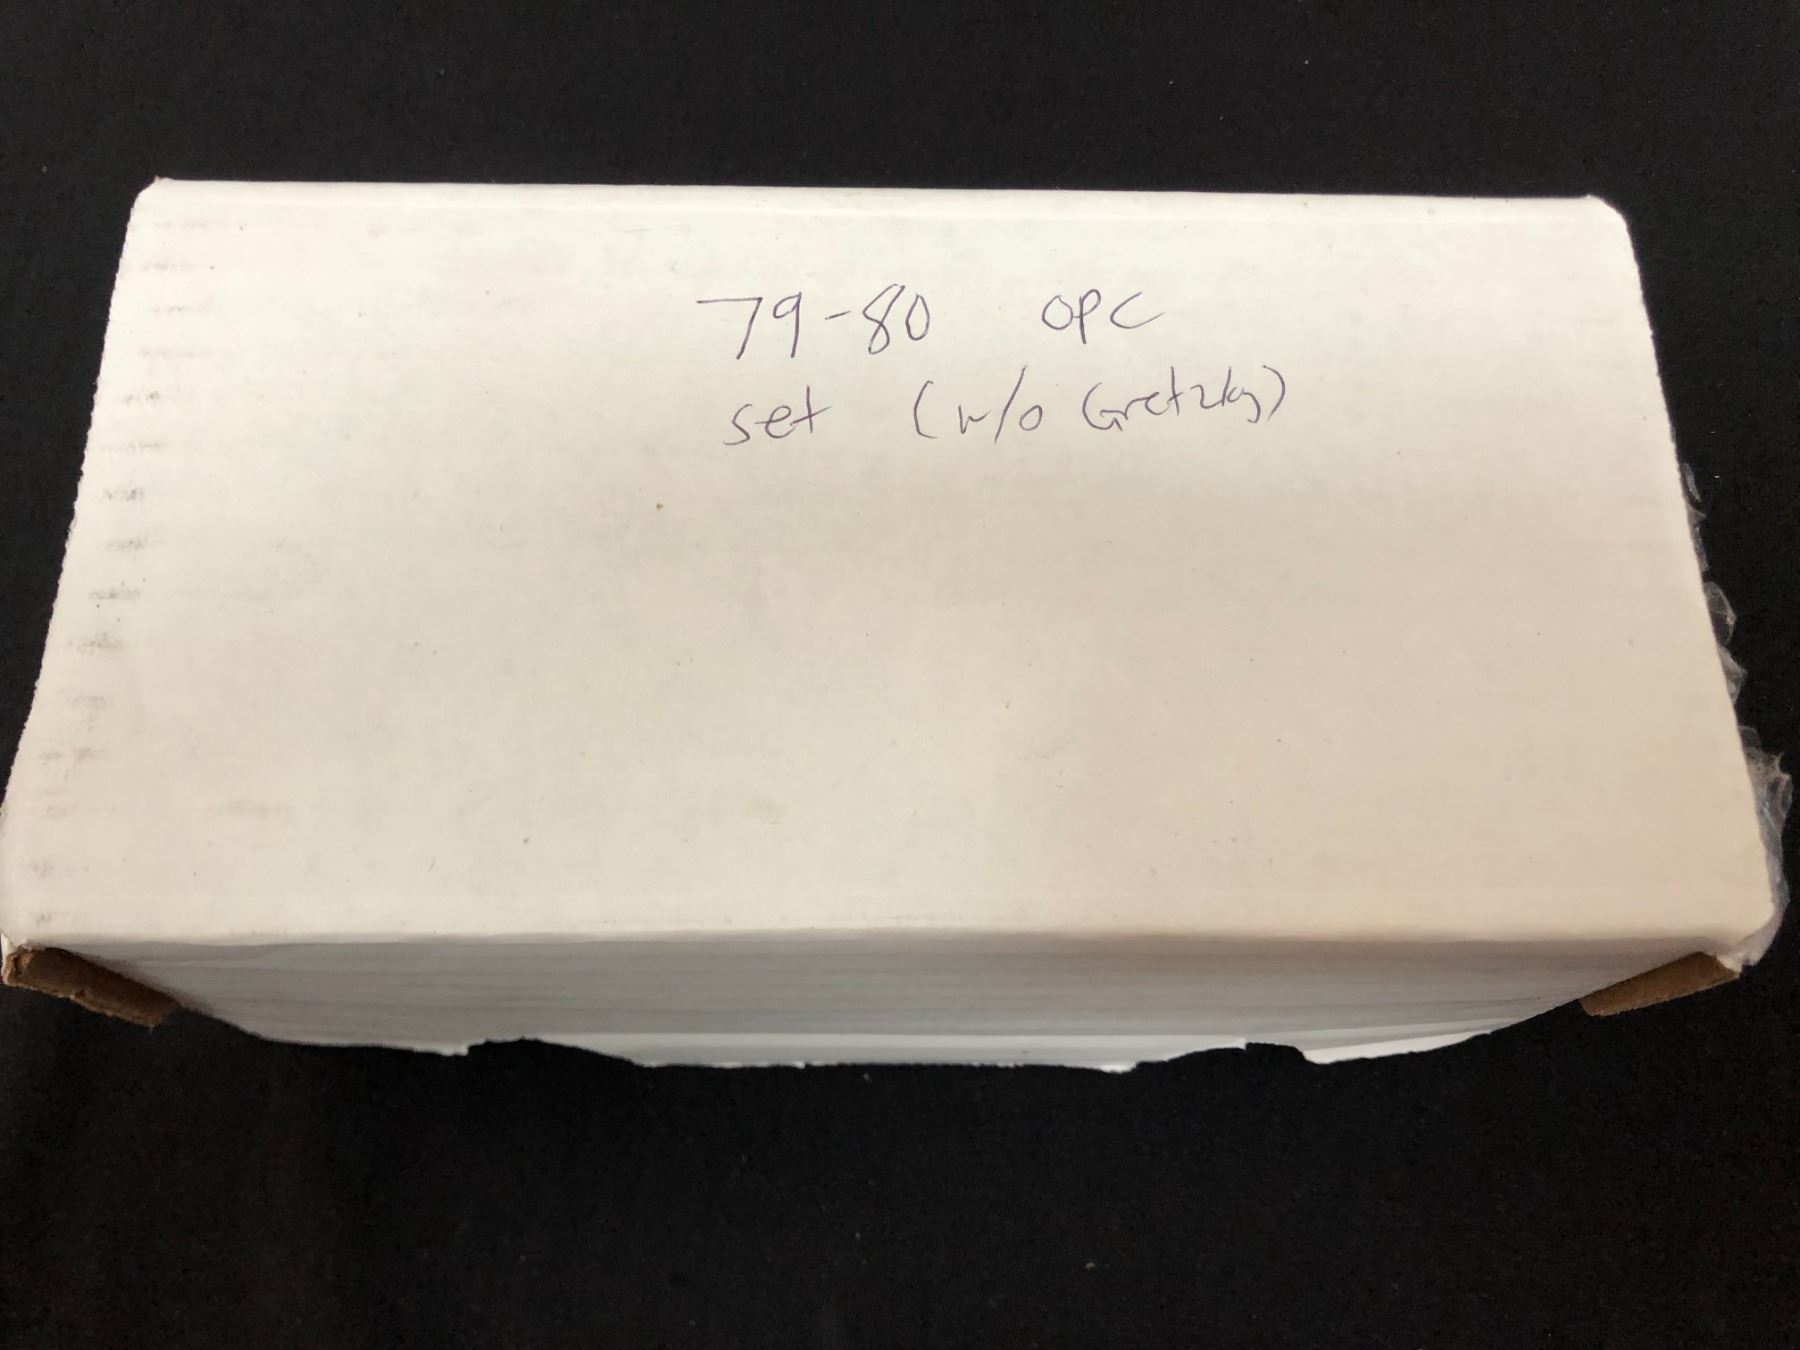 79-80 OPC
set (w/o Gretzky)